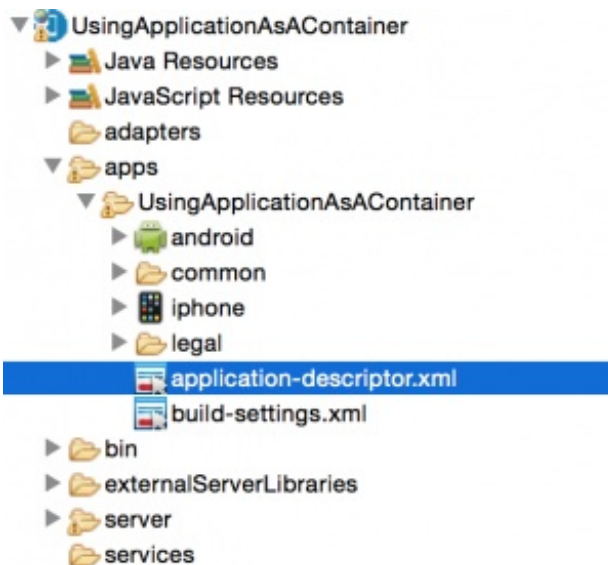 UsingApplicationAsAContainer
Java Resources
JavaScript Resources
adapters
apps
UsingApplicationAsAContainer
android
common
iphone
legal
application-descriptor.xml
build-settings.xml
bin
externalServerLibraries
server
services